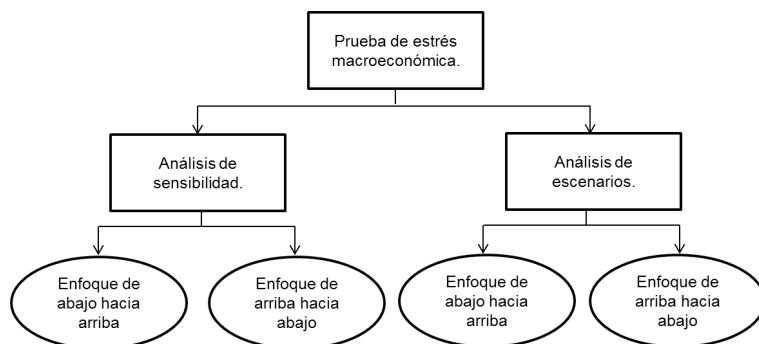 Prueba de estrés
macroeconómica.
Análisis de
sensibilidad.
Análisis de
escenarios.
Enfoque de
abajo hacia
arriba
Enfoque de
arriba hacia
abajo
Enfoque de
abajo hacia
arriba
Enfoque de
arriba hacia
abajo